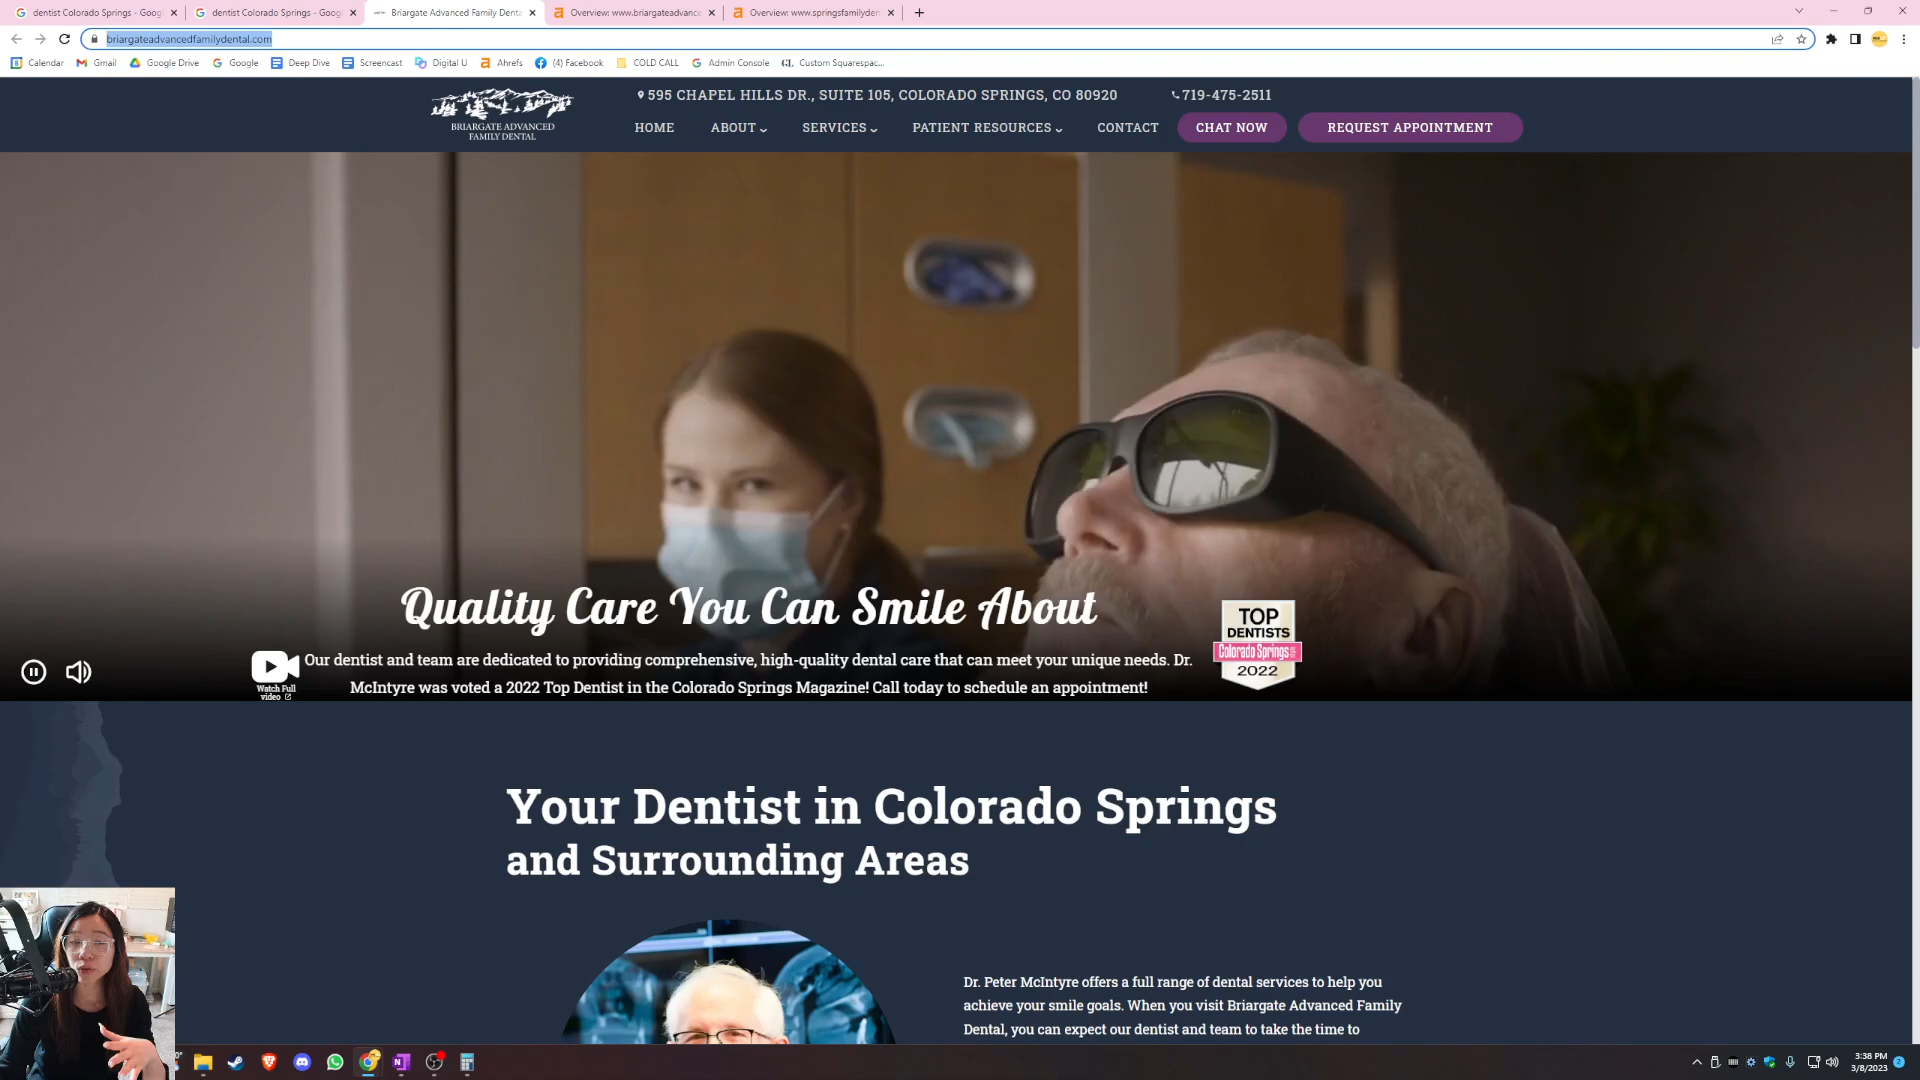 dentist Colorado Springs - Goog
dentist Colorado Springs - Goog
Briargate Advanced Family Denta
Overview: www.briargateadvance
Overview: www.springsfamilyden
briargateadvancedfamilydental.com
Calendar
Gmail
Google Drive
Google
Deep Dive
Screencast
Digital U
Ahrefs
(4) Facebook
COLD CALL
Admin Console
Custom Squarespac...
BRIARGATE ADVANCED
FAMILY DENTAL
595 CHAPEL HILLS DR., SUITE 105, COLORADO SPRINGS, CO 80920
719-475-2511
HOME
ABOUT
SERVICES
PATIENT RESOURCES
CONTACT
CHAT NOW
REQUEST APPOINTMENT
Quality Care You Can Smile About
Our dentist and team are dedicated to providing comprehensive, high-quality dental care that can meet your unique needs. Dr.
McIntyre was voted a 2022 Top Dentist in the Colorado Springs Magazine! Call today to schedule an appointment!
Watch Full
video
TOP
DENTISTS
Colorado Springs
2022
Your Dentist in Colorado Springs
and Surrounding Areas
Dr. Peter McIntyre offers a full range of dental services to help you
achieve your smile goals. When you visit Briargate Advanced Family
Dental, you can expect our dentist and team to take the time to
3:38 PM
3/8/2023
2